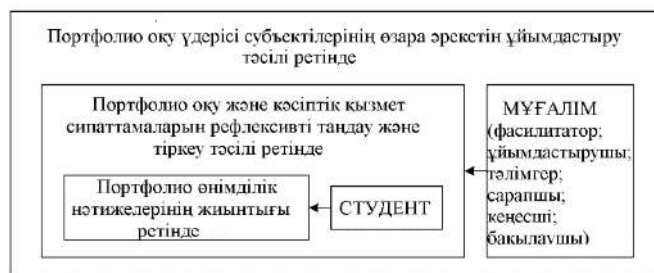 Портфолио оқу үдерісі субъектілерінің өзара әрекетін ұйымдастыру
тәсілі ретінде
Портфолио оқу және кәсіптік қызмет
сипаттамаларын рефлексивті таңдау және
тіркеу тәсілі ретінде
Портфолио өнімділік
нәтижелерінің жиынтығы
ретінде
СТУДЕНТ
МҰҒАЛІМ
(фасилитатор;
ұйымдастырушы;
тәлімгер;
сарапшы;
кеңесші;
бақылаушы)